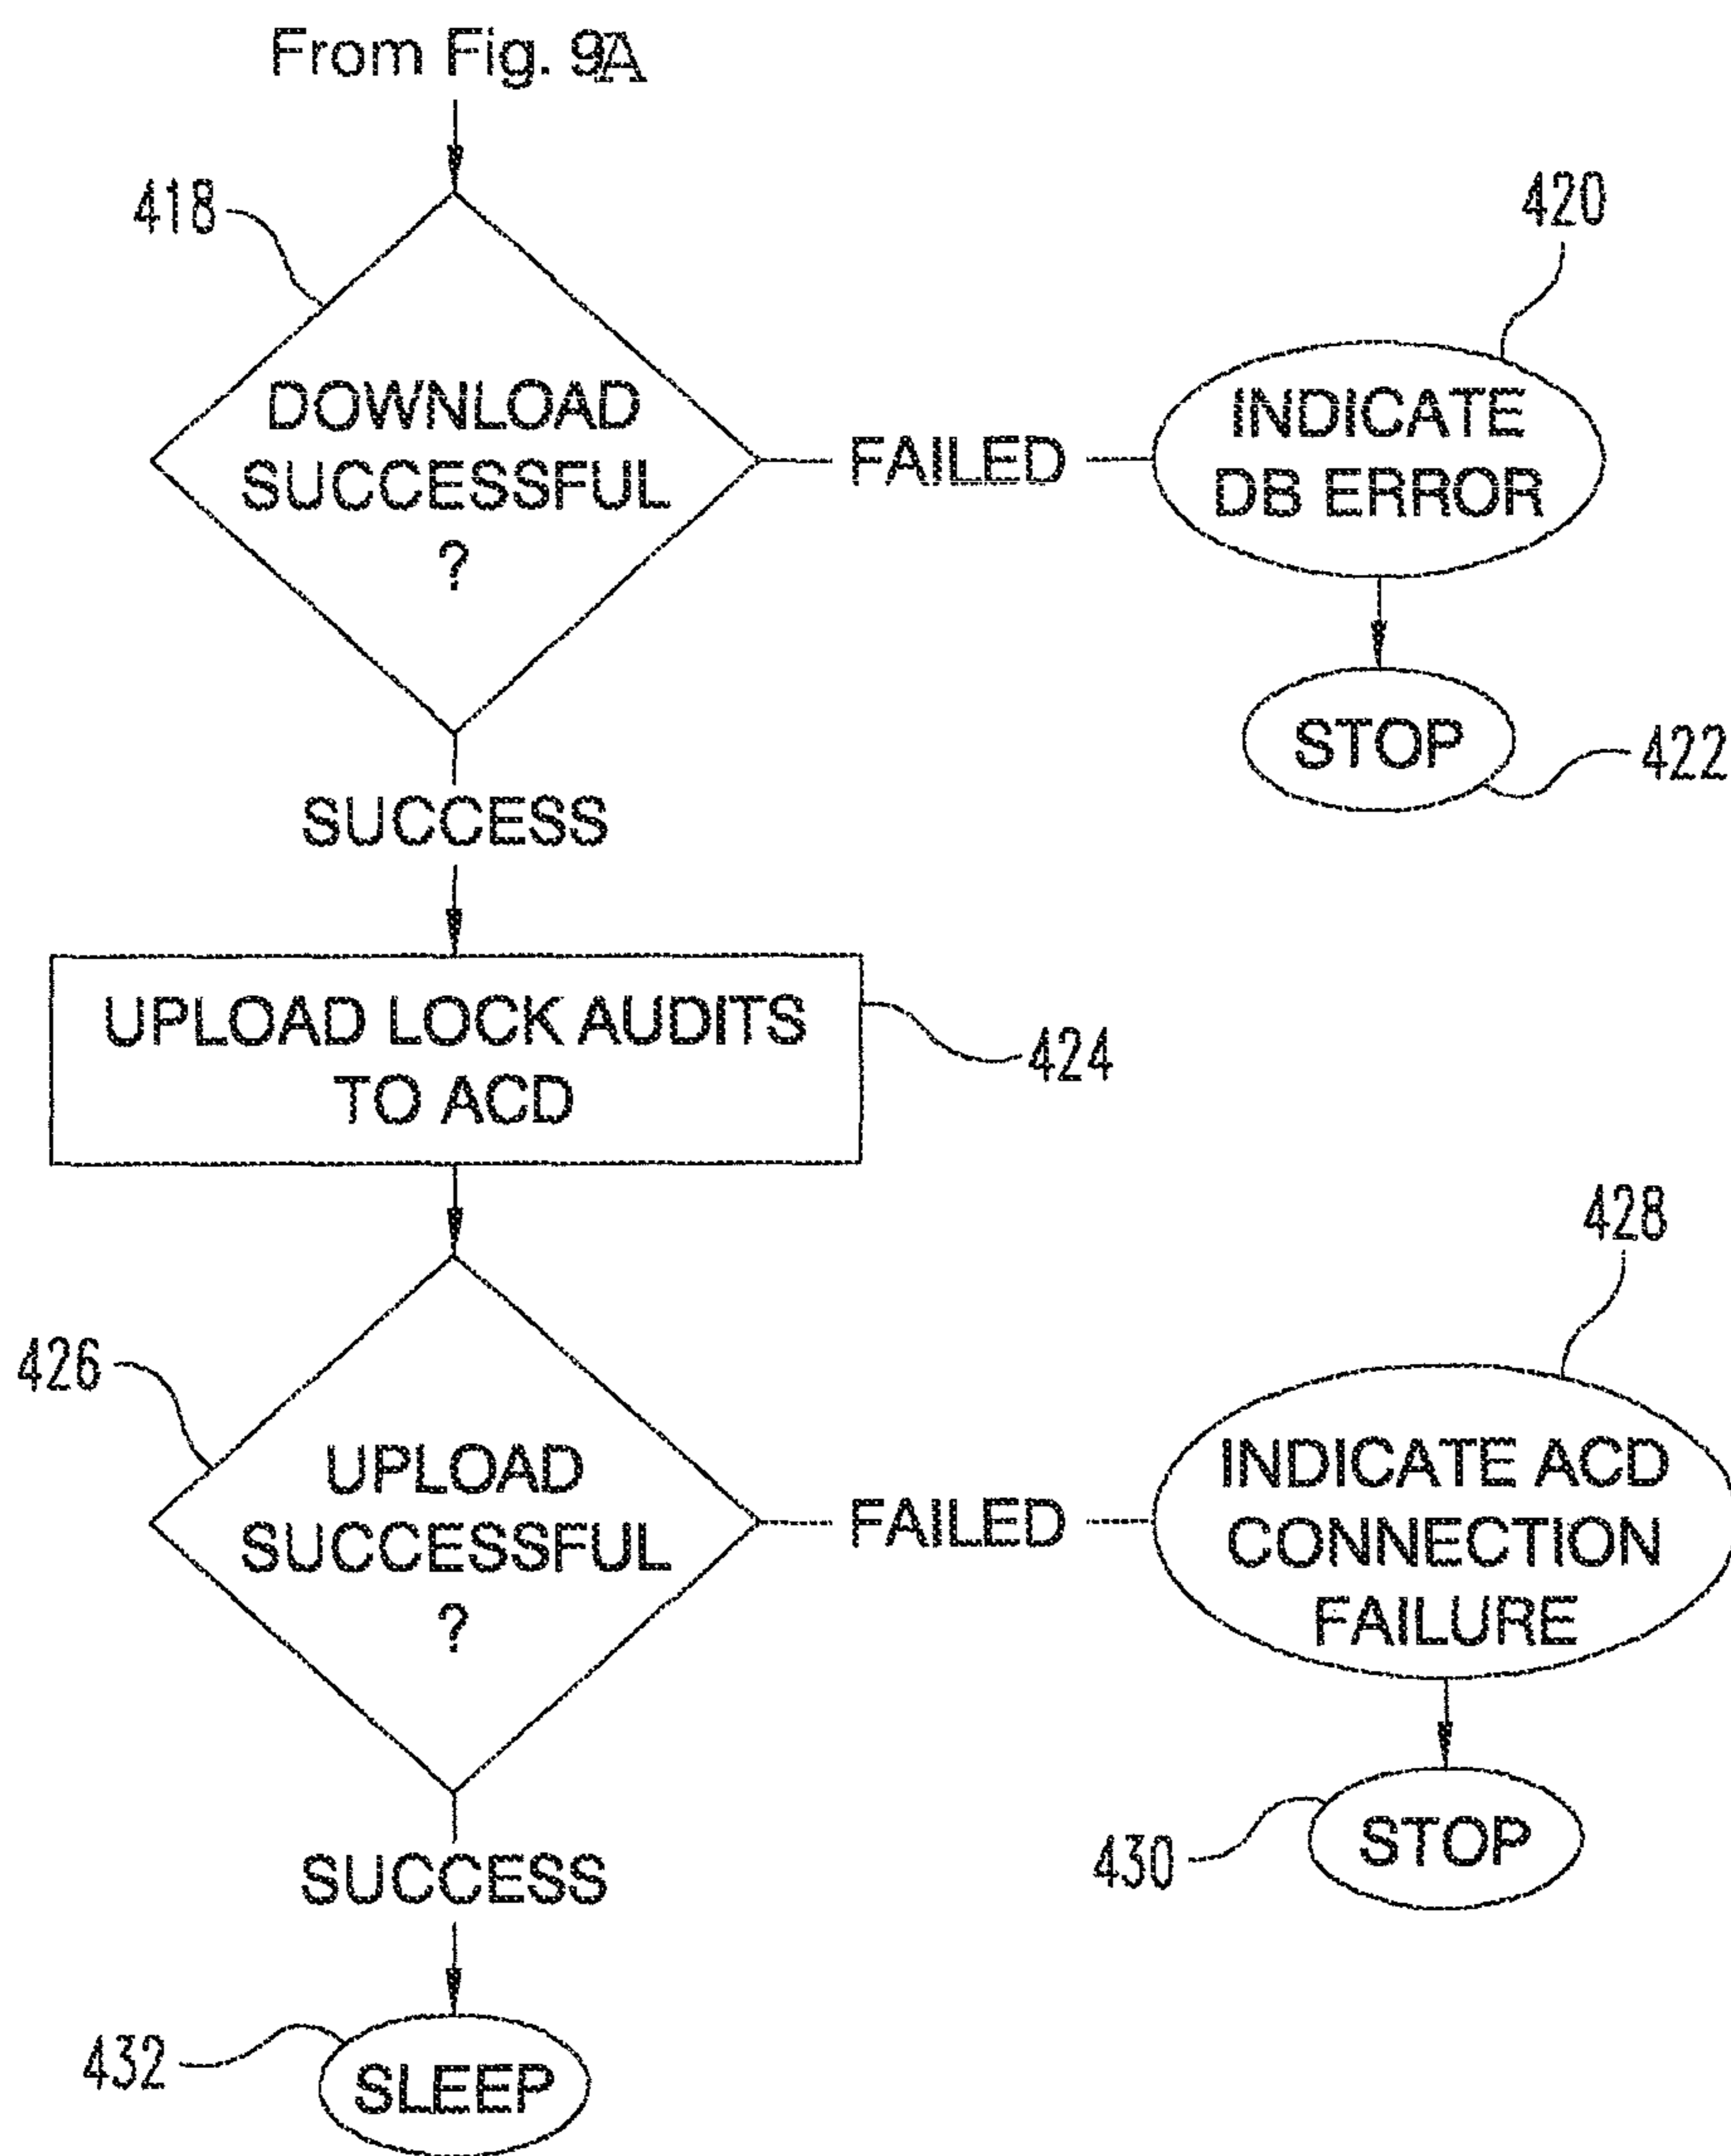 From Fig. 9A
418
DOWNLOAD
SUCCESSFUL
?
FAILED
420
INDICATE
DB ERROR
STOP
422
SUCCESS
UPLOAD LOCK AUDITS
TO ACD
424
426
UPLOAD
SUCCESSFUL
?
FAILED
428
INDICATE ACD
CONNECTION
FAILURE
STOP
430
SUCCESS
SLEEP
432